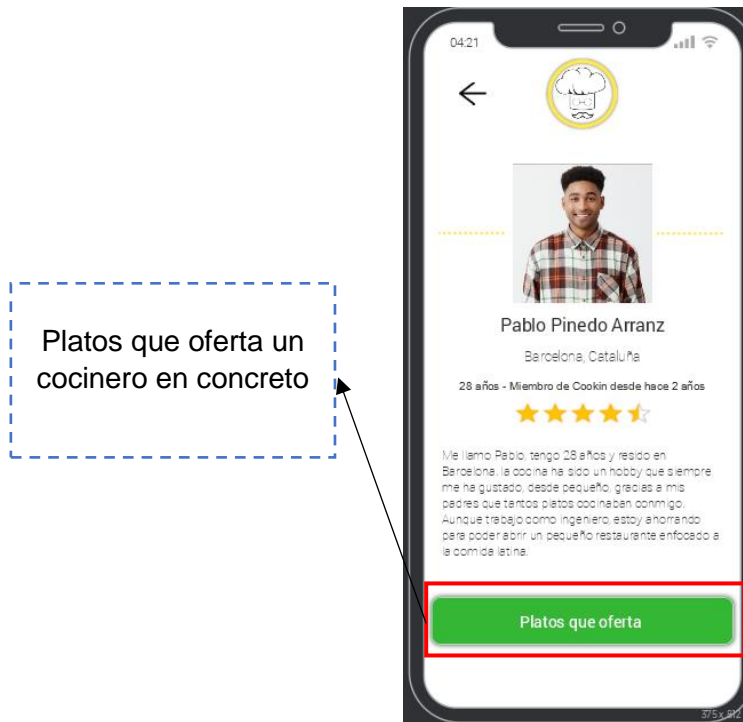 04:21
Pablo Pinedo Arranz
Barcelona, Cataluña
28 años - Miembro de Cookin desde hace 2 años
Me llamo Pablo, tengo 28 años y resido en
Barcelona. la cocina ha sido un hobby que siempre
me ha gustado, desde pequeño, gracias a mis
padres que tantos platos cocinaban conmigo.
Aunque trabajo como ingeniero, estoy ahorrando
para poder abrir un pequeño restaurante enfocado a
la comida latina.
Platos que oferta
Platos que oferta un
cocinero en concreto
375 x 812